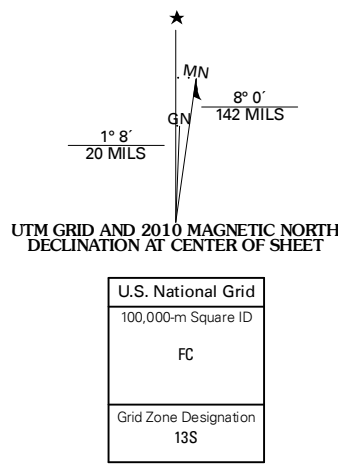 ★
MN
GN
8° 0´
142 MILS
1° 8´
20 MILS
UTM GRID AND 2010 MAGNETIC NORTH
DECLINATION AT CENTER OF SHEET
U.S. National Grid
100,000-m Square ID
FC
Grid Zone Designation
13S